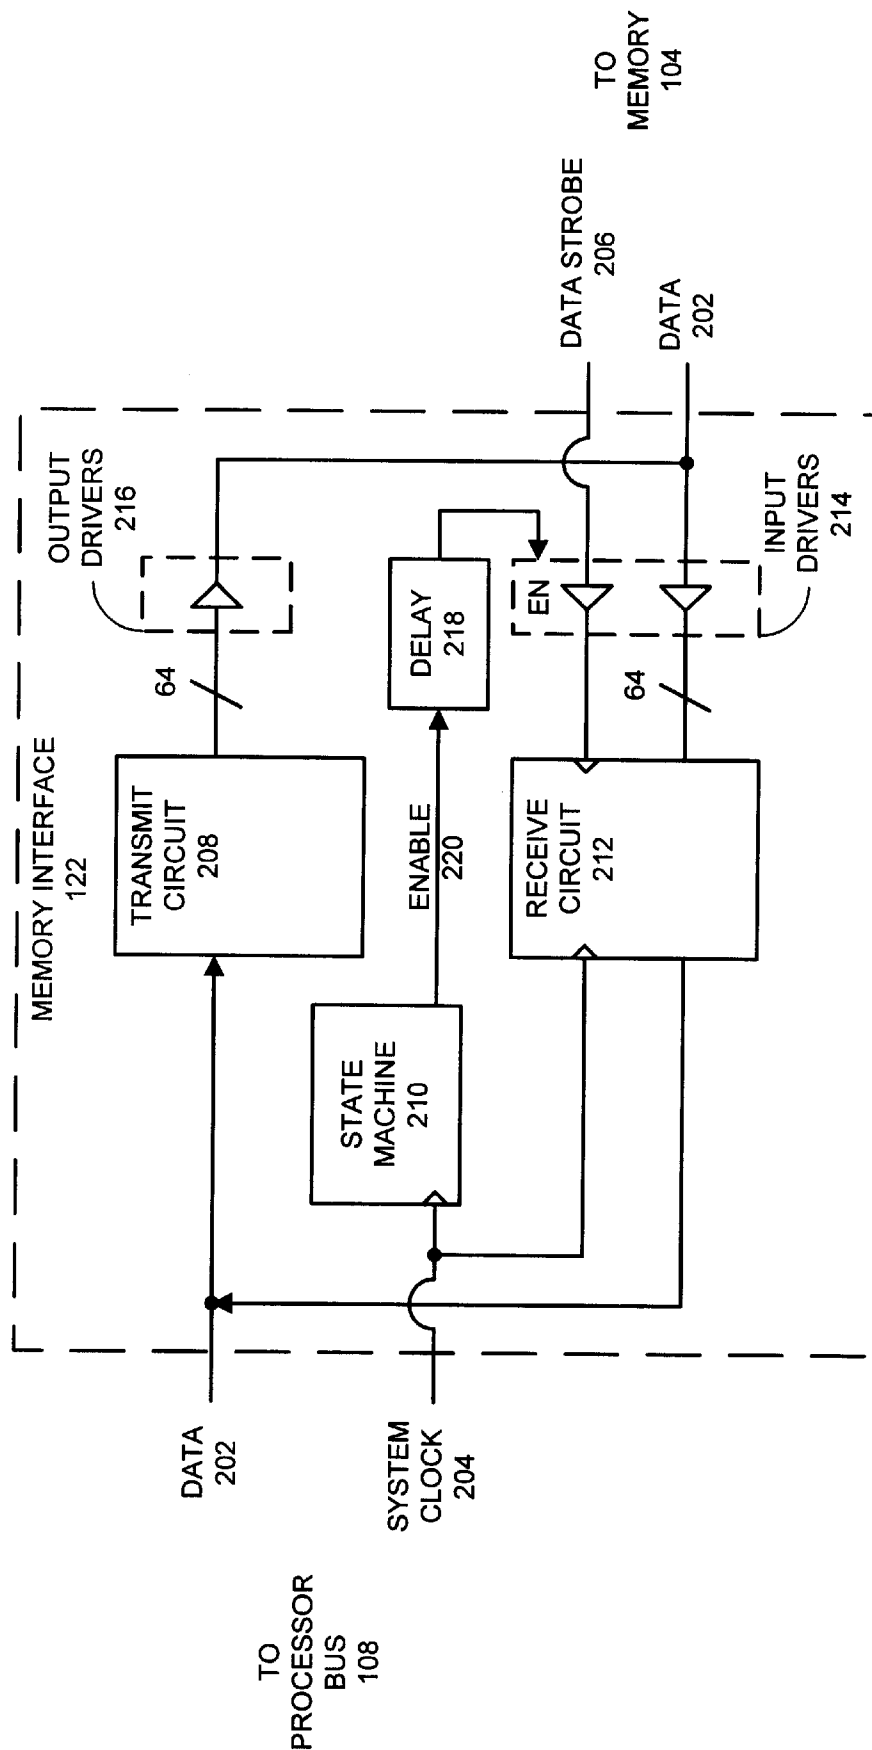 MEMORY INTERFACE
122
TO
PROCESSOR
BUS
108
DATA
202
SYSTEM
CLOCK
204
TRANSMIT
CIRCUIT
208
64
OUTPUT
DRIVERS
216
STATE
MACHINE
210
ENABLE
220
DELAY
218
RECEIVE
CIRCUIT
212
64
EN
INPUT
DRIVERS
214
DATA STROBE
206
DATA
202
TO
MEMORY
104